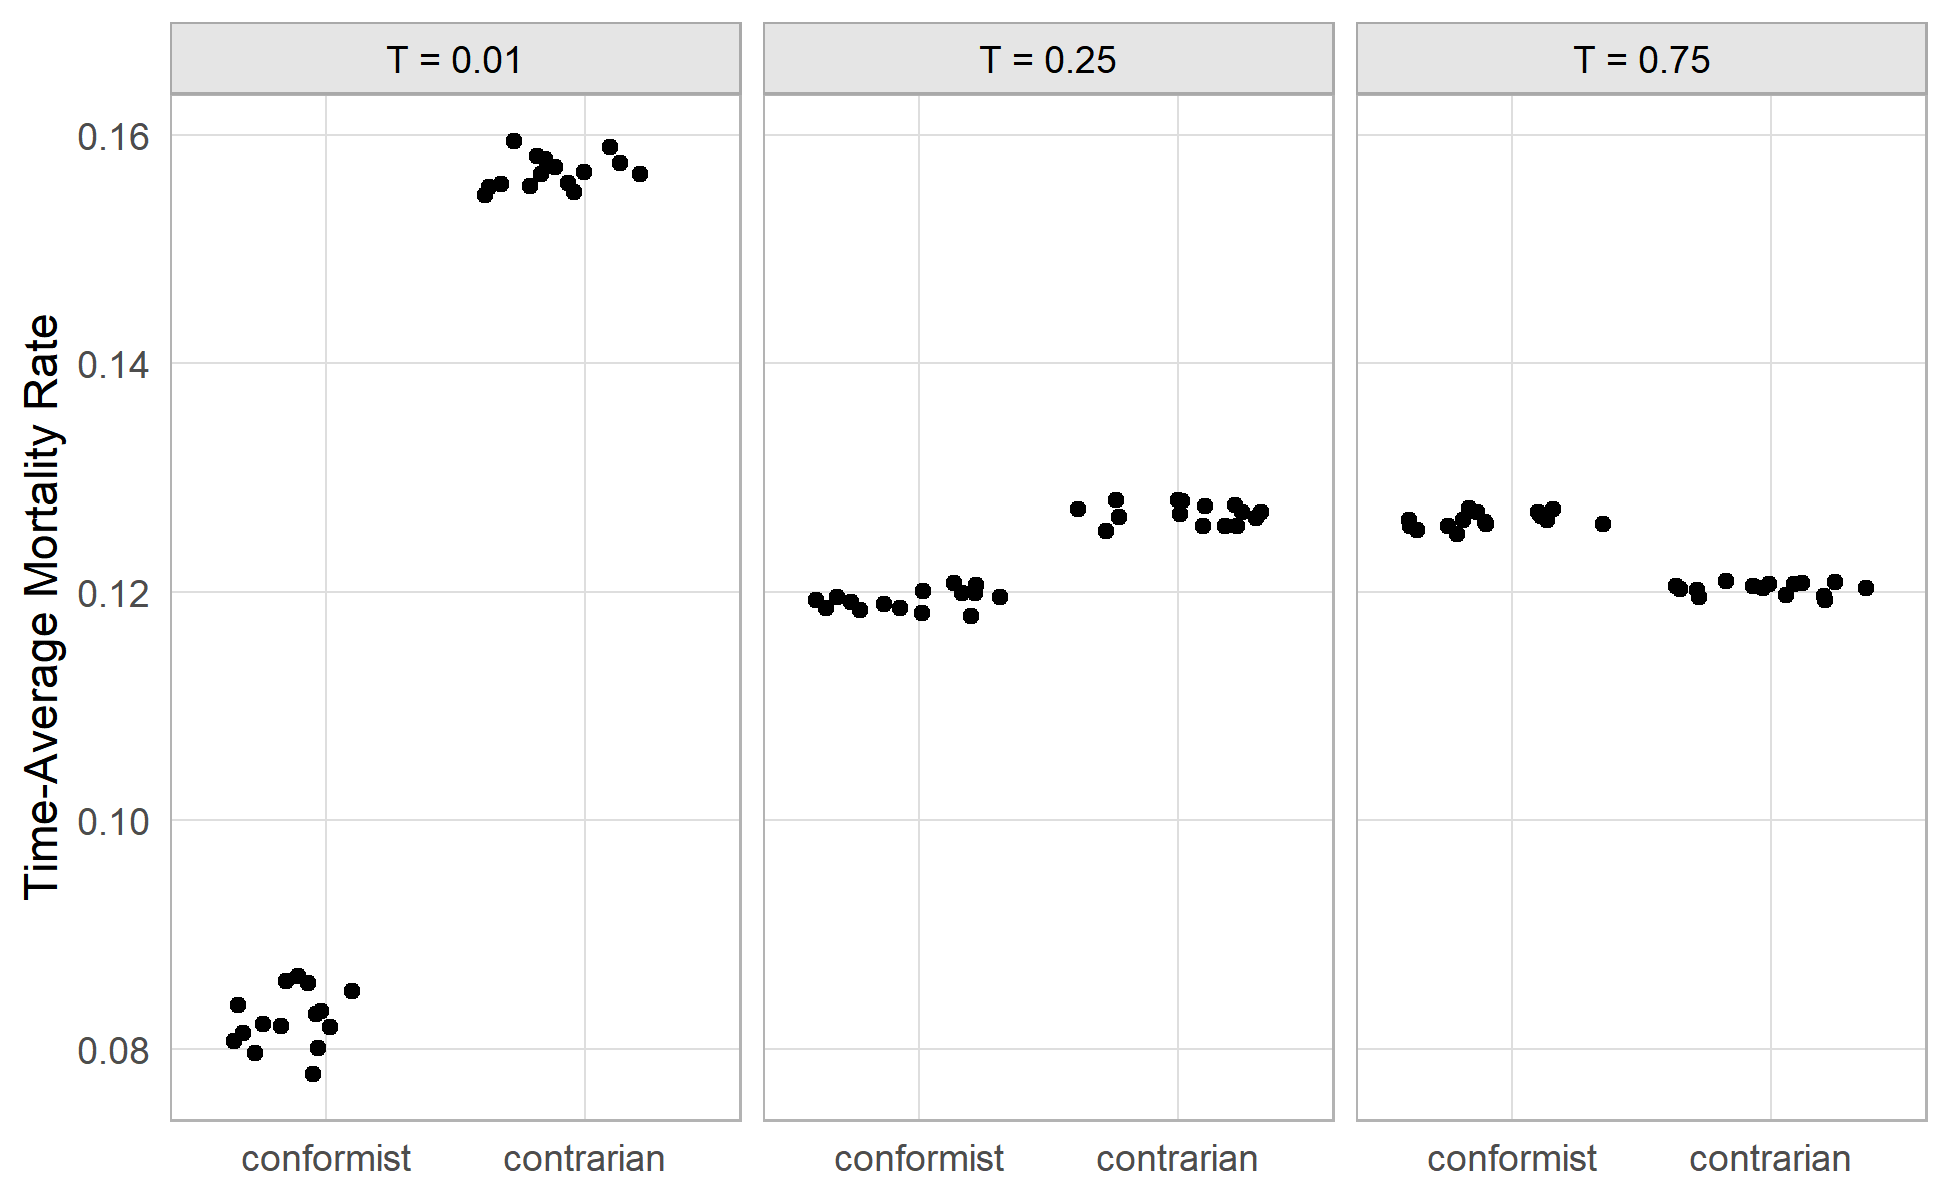 T = 0.01
T = 0.25
T = 0.75
Time-Average Mortality Rate
0.16
0.14
0.12
0.10
0.08
conformist
contrarian
conformist
contrarian
conformist
contrarian